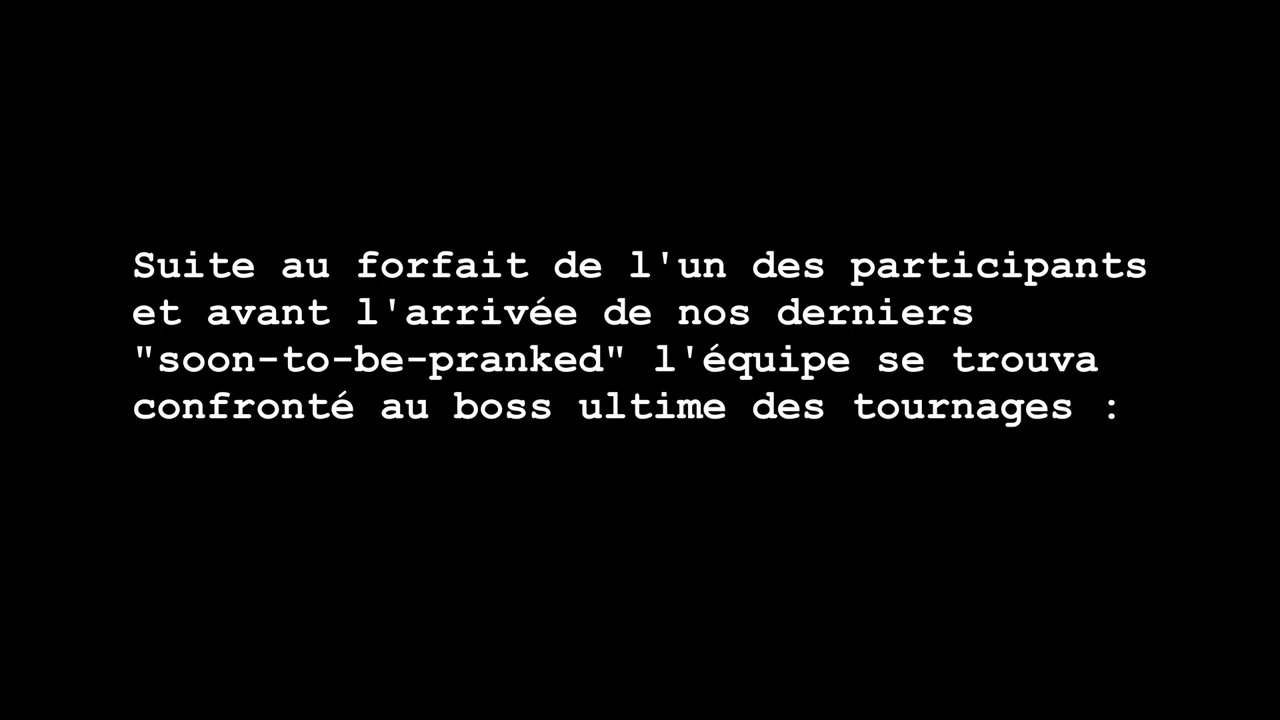 Suite au forfait de l'un des participants
et avant l'arrivée de nos derniers
"soon-to-be-pranked" l'équipe se trouva
confronté au boss ultime des tournages :